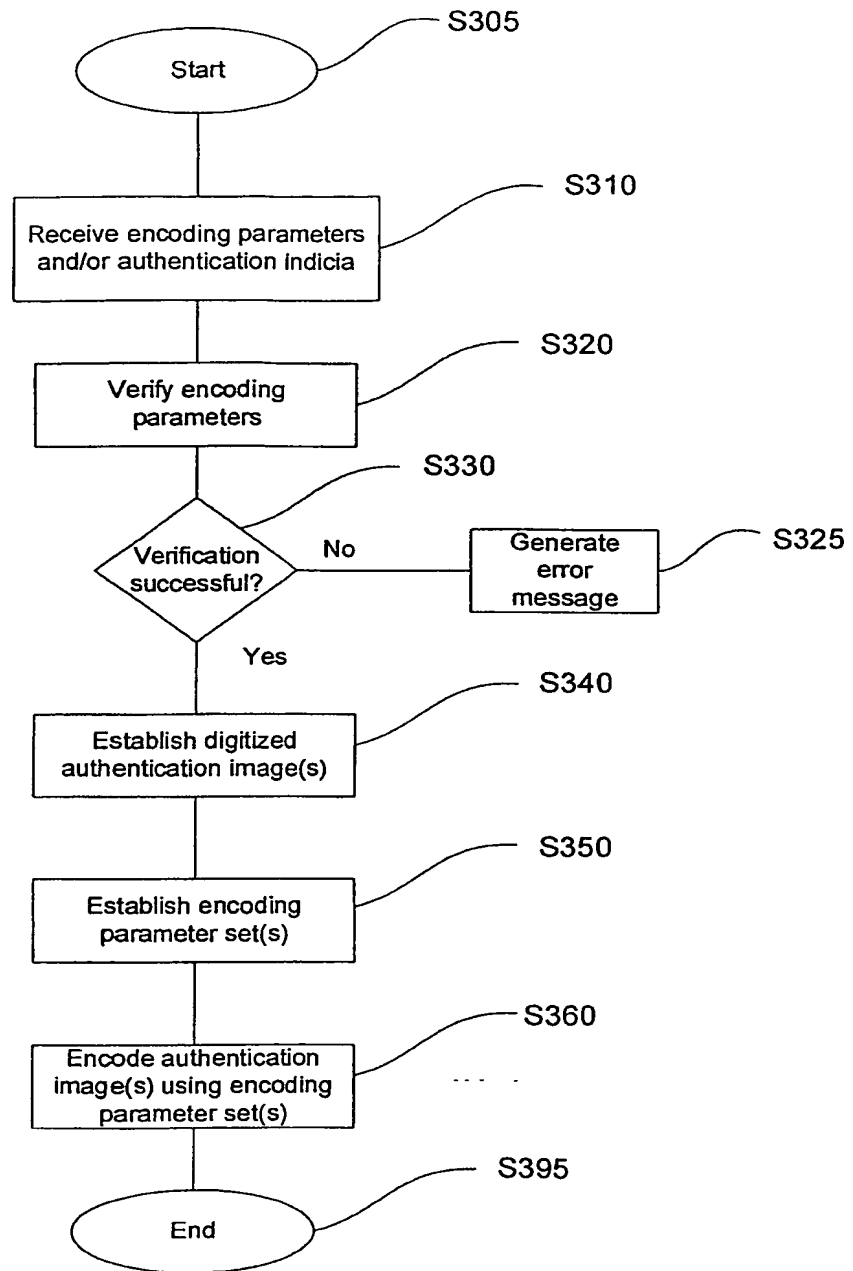 S305
Start
S310
Receive encoding parameters
and/or authentication indicia
S320
Verify encoding
parameters
S330
Verification
successful?
No
Generate
error
message
S325
Yes
S340
Establish digitized
authentication image(s)
S350
Establish encoding
parameter set(s)
S360
Encode authentication
image(s) using encoding
parameter set(s)
S395
End